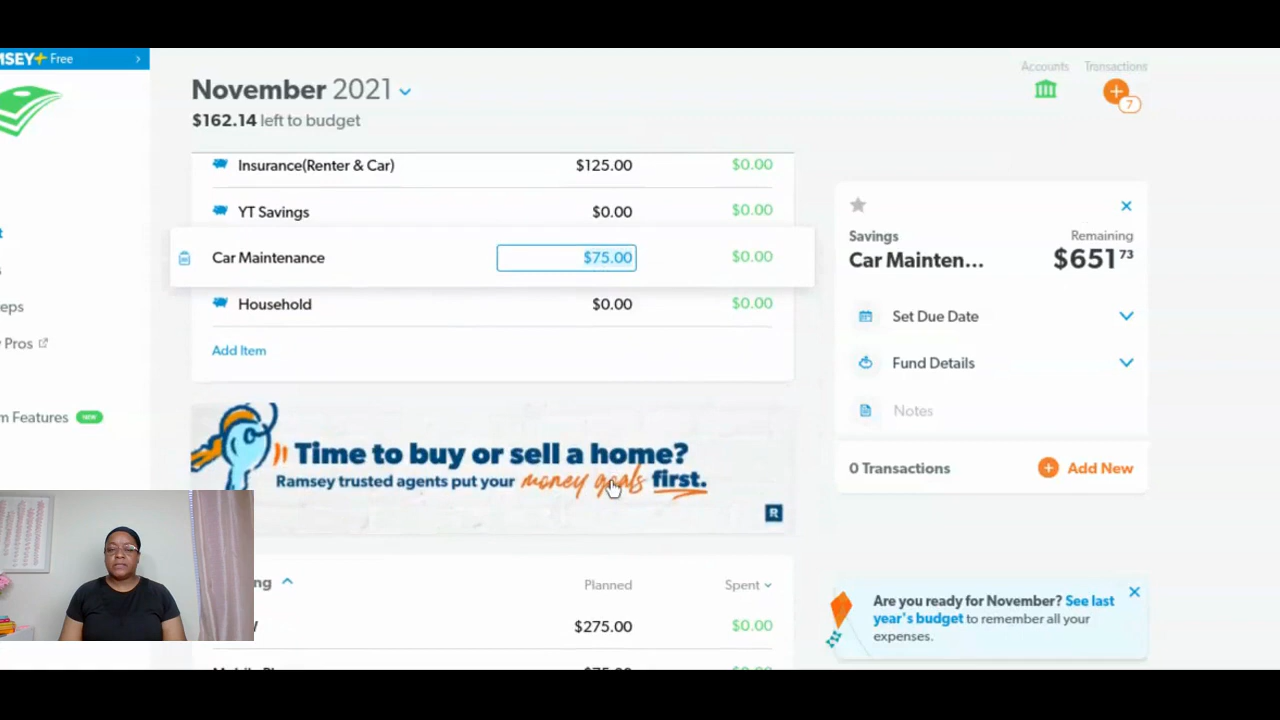 MSEY+ Free
Accounts
Transactions
7
November 2021
$162.14 left to budget
Insurance(Renter & Car) $125.00 $0.00
YT Savings $0.00 $0.00
Car Maintenance $75.00 $0.00
Household $0.00 $0.00
Add Item
eps
Pros
m Features NEW
Savings
Remaining
Car Mainten... $651 73
Set Due Date
Fund Details
Notes
0 Transactions
Add New
Time to buy or sell a home?
Ramsey trusted agents put your money goals first.
R
ng Planned Spent
$275.00 $0.00
Are you ready for November? See last
year's budget to remember all your
expenses.